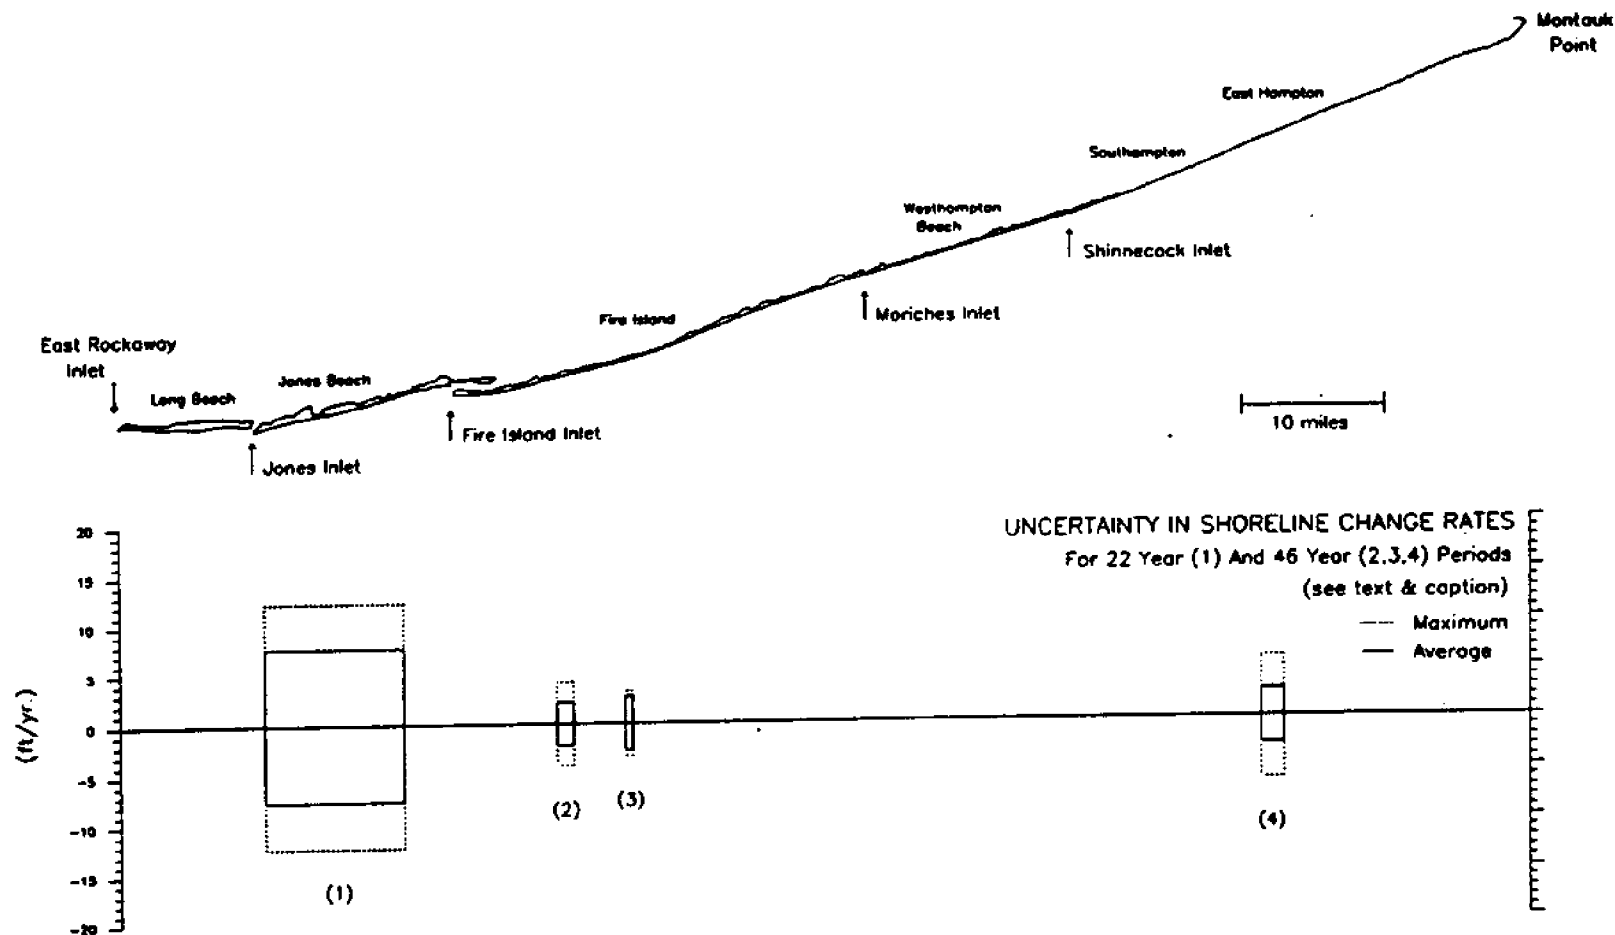 Montauk
Point
East Hampton
Southampton
Westhampton
Beach
Shinnecock Inlet
Moriches Inlet
Fire Island
East Rockaway
Inlet
Jones Beach
Long Beach
10 miles
Fire Island Inlet
Jones Inlet
UNCERTAINTY IN SHORELINE CHANGE RATES
For 22 Year (1) And 46 Year (2,3,4) Periods
(see text & caption)
Maximum
Average
20
15
10
5
0
-5
-10
-15
-20
(ft/yr.)
(1)
(2)
(3)
(4)